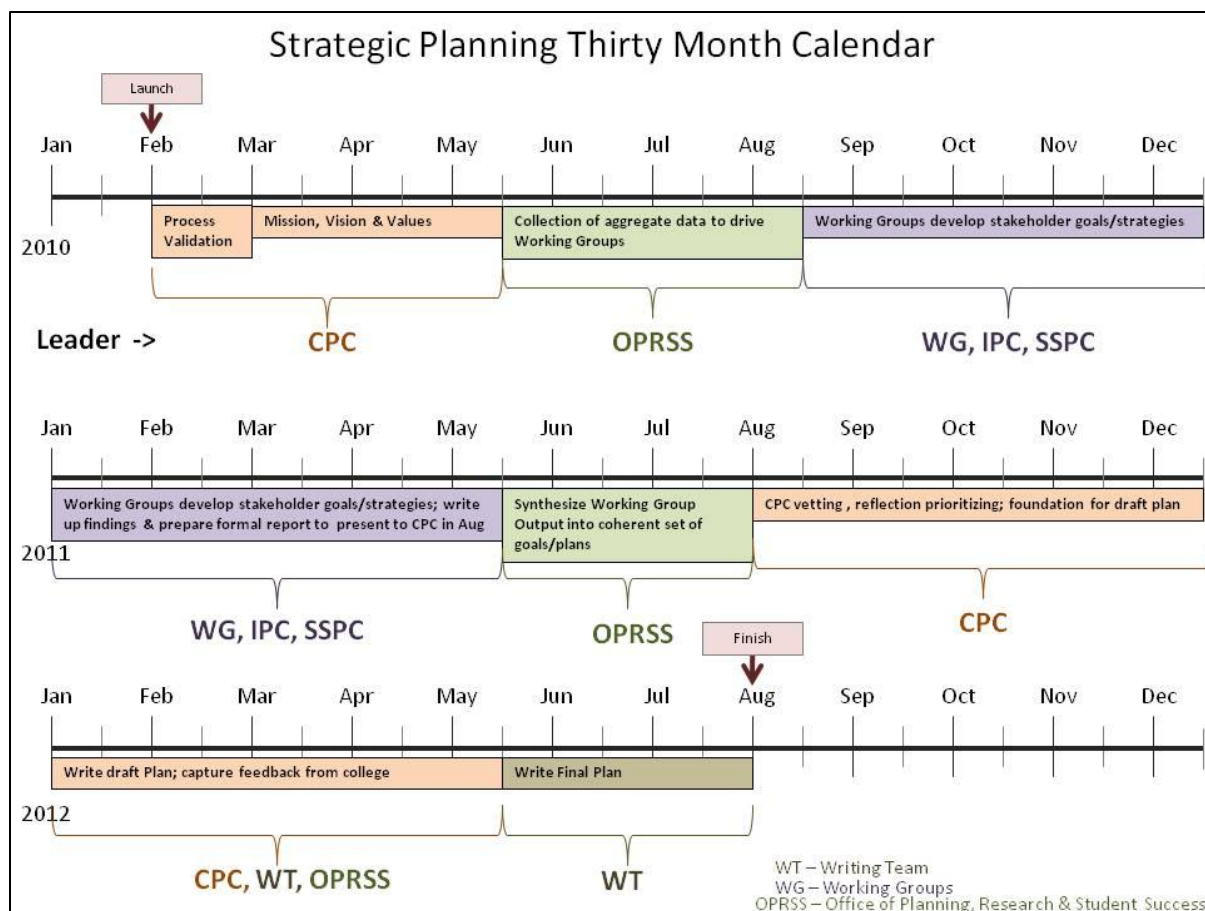 Strategic Planning Thirty Month Calendar
Launch
Jan Feb Mar Apr May Jun Jul Aug Sep Oct Nov Dec
Process
Validation
Mission, Vision & Values
Collection of aggregate data to drive
Working Groups
Working Groups develop stakeholder goals/strategies
2010
Leader ->
CPC
OPRSS
WG, IPC, SSPC
Jan Feb Mar Apr May Jun Jul Aug Sep Oct Nov Dec
Working Groups develop stakeholder goals/strategies; write
up findings & prepare formal report to present to CPC in Aug
Synthesize Working Group
Output into coherent set of
goals/plans
CPC vetting , reflection prioritizing; foundation for draft plan
2011
WG, IPC, SSPC
OPRSS
CPC
Finish
Jan Feb Mar Apr May Jun Jul Aug Sep Oct Nov Dec
Write draft Plan; capture feedback from college
Write Final Plan
2012
CPC, WT, OPRSS
WT
WT – Writing Team
WG – Working Groups
OPRSS – Office of Planning, Research & Student Success